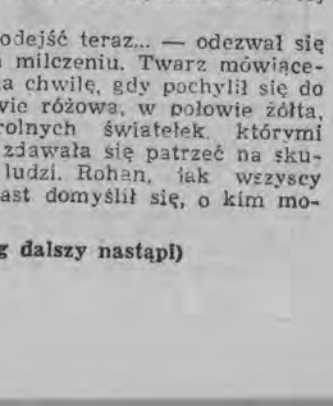 odejść teraz... — odezwał się
milczeniu. Twarz mówiące-
a chwilę, gdy pochylił się do
wie różowa, w połowie żółta,
rolnych światełek, którymi
zdawała się patrzeć na sku-
ludzi. Rohan, jak wszyscy
ast domyślił się, o kim mo-
g dalszy nastąpi)